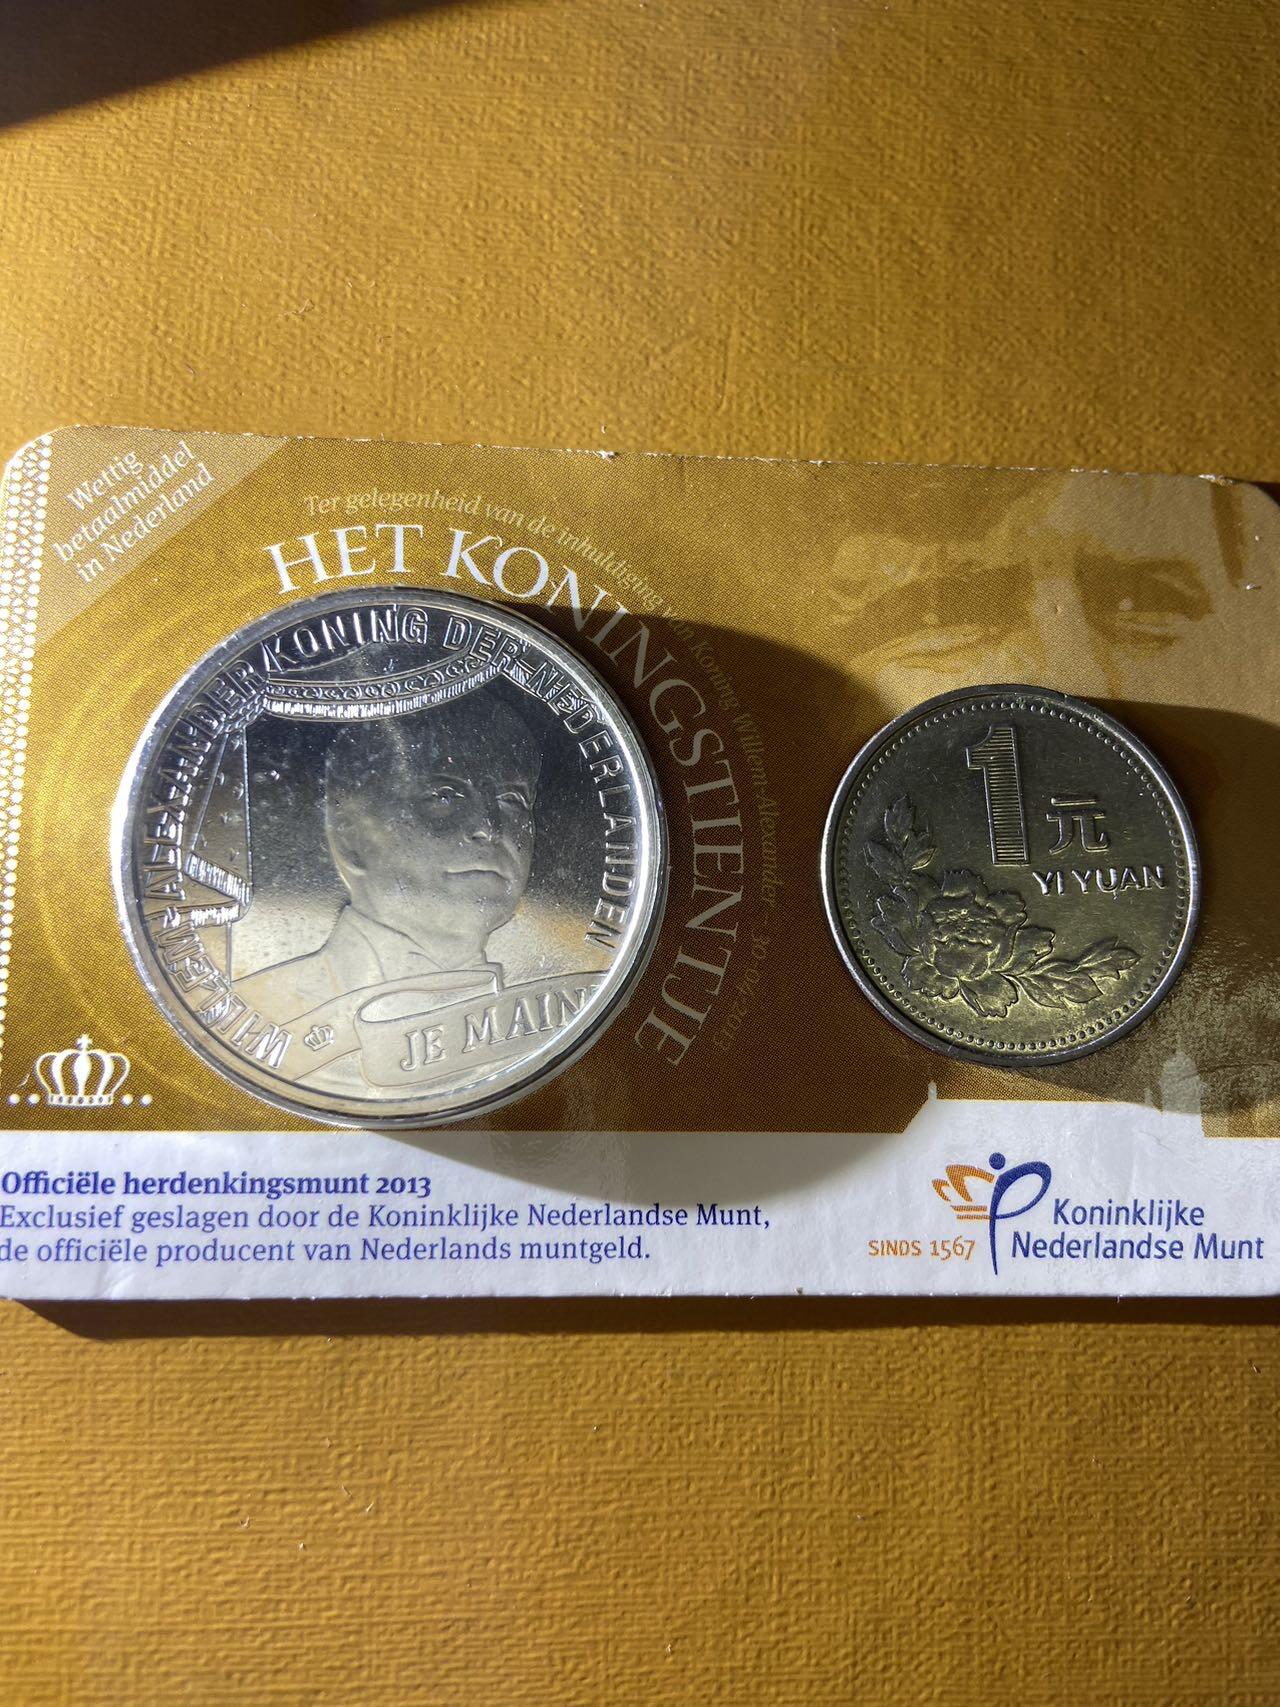 Wettig
betaalmiddel
in Nederland
Ter gelegenheid van de inhuldiging van Koning Willem-Alexander – 30-04-2013
HET KONINGSTIENTJE
WILLEM-ALEXANDER KONING DER NEDERLANDEN
JE MAIN
1 元
YI YUAN
Officiële herdenkingsmunt 2013
Exclusief geslagen door de Koninklijke Nederlandse Munt,
de officiële producent van Nederlands muntgeld.
SINDS 1567
Koninklijke
Nederlandse Munt